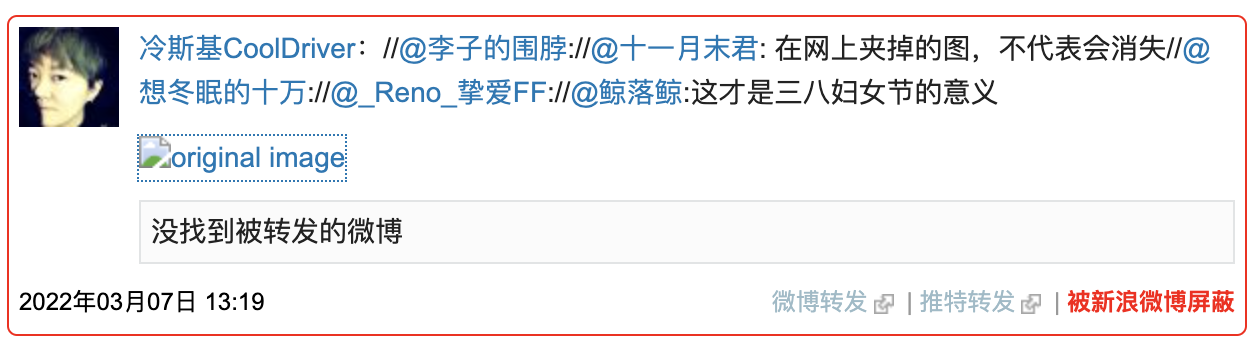 冷斯基CoolDriver：//@李子的围脖://@十一月末君: 在网上夹掉的图，不代表会消失//@
想冬眠的十万://@_Reno_挚爱FF://@鲸落鲸:这才是三八妇女节的意义
original image
没找到被转发的微博
2022年03月07日 13:19 微博转发 | 推特转发 | 被新浪微博屏蔽